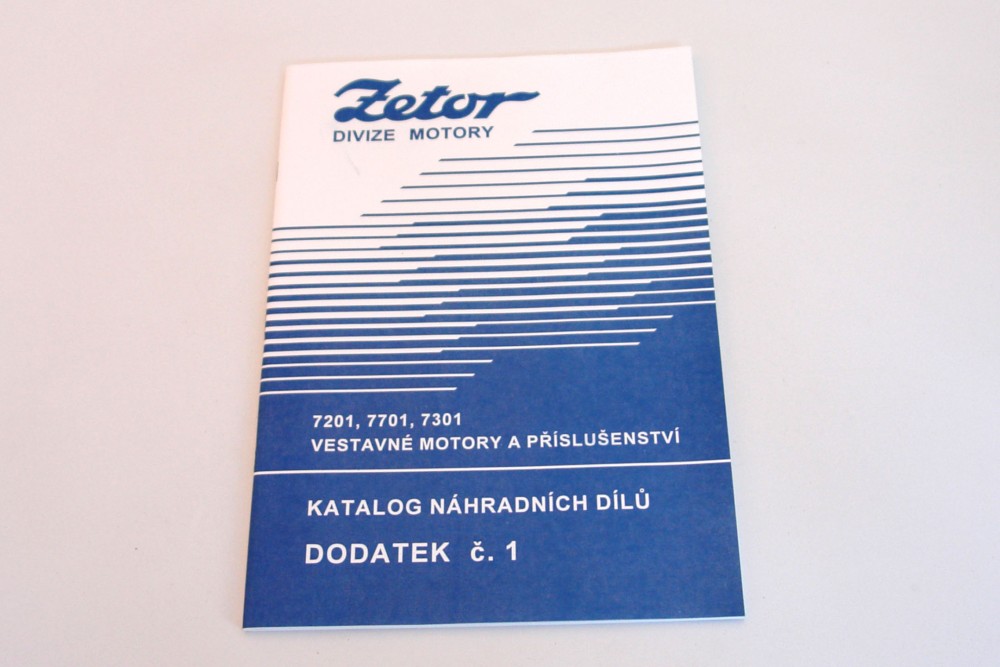 Zetor
DIVIZE MOTORY
7201, 7701, 7301
VESTAVNÉ MOTORY A PŘÍSLUŠENSTVÍ
KATALOG NÁHRADNÍCH DÍLŮ
DODATEK č. 1